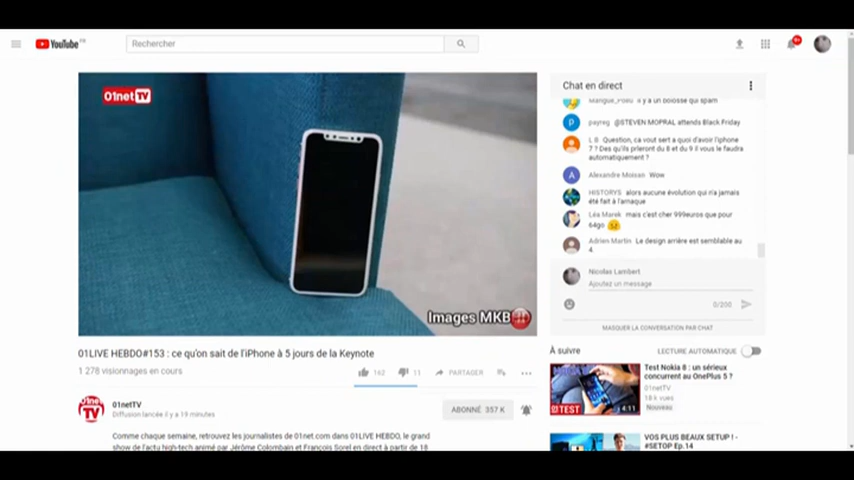 YouTube FR
Rechercher
9+
01net TV
Images MKB
Chat en direct
il y a un bolosse qui spam
payreg @STEVEN MOPRAL attends Black Friday
L B Question, ca vout sert a quoi d'avoir l'iphone
7 ? Des qu'ils prleront du 8 et du 9 il vous le faudra
automatiquement ?
Alexandre Moisan Wow
HISTORYS alors aucune évolution qui n'a jamais
été fait à l'arnaque
Léa Marek mais c'est cher 999euros que pour
64go
Adrien Martin Le design arrière est semblable au
4.
Nicolas Lambert
Ajoutez un message
0/200
MASQUER LA CONVERSATION PAR CHAT
01LIVE HEBDO#153 : ce qu'on sait de l'iPhone à 5 jours de la Keynote
1 278 visionnages en cours
162
11
PARTAGER
01net TV
01netTV
Diffusion lancée il y a 19 minutes
ABONNÉ 357 K
Comme chaque semaine, retrouvez les journalistes de 01net.com dans 01LIVE HEBDO, le grand
show de l'actu high-tech animé par Jérôme Colombain et François Sorel en direct à partir de 18
À suivre
LECTURE AUTOMATIQUE
TEST
4:11
Test Nokia 8 : un sérieux
concurrent au OnePlus 5 ?
01netTV
18 k vues
Nouveau
VOS PLUS BEAUX SETUP ! -
#SETOP Ep.14